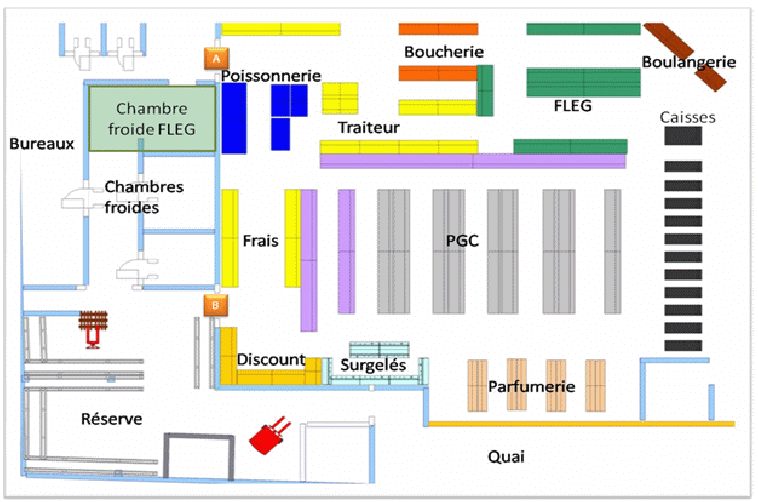 A
Boucherie
Boulangerie
Poissonnerie
Chambre
froide FLEG
FLEG
Caisses
Traiteur
Bureaux
Chambres
froides
Frais
PGC
B
Discount
Surgelés
Parfumerie
Réserve
Quai